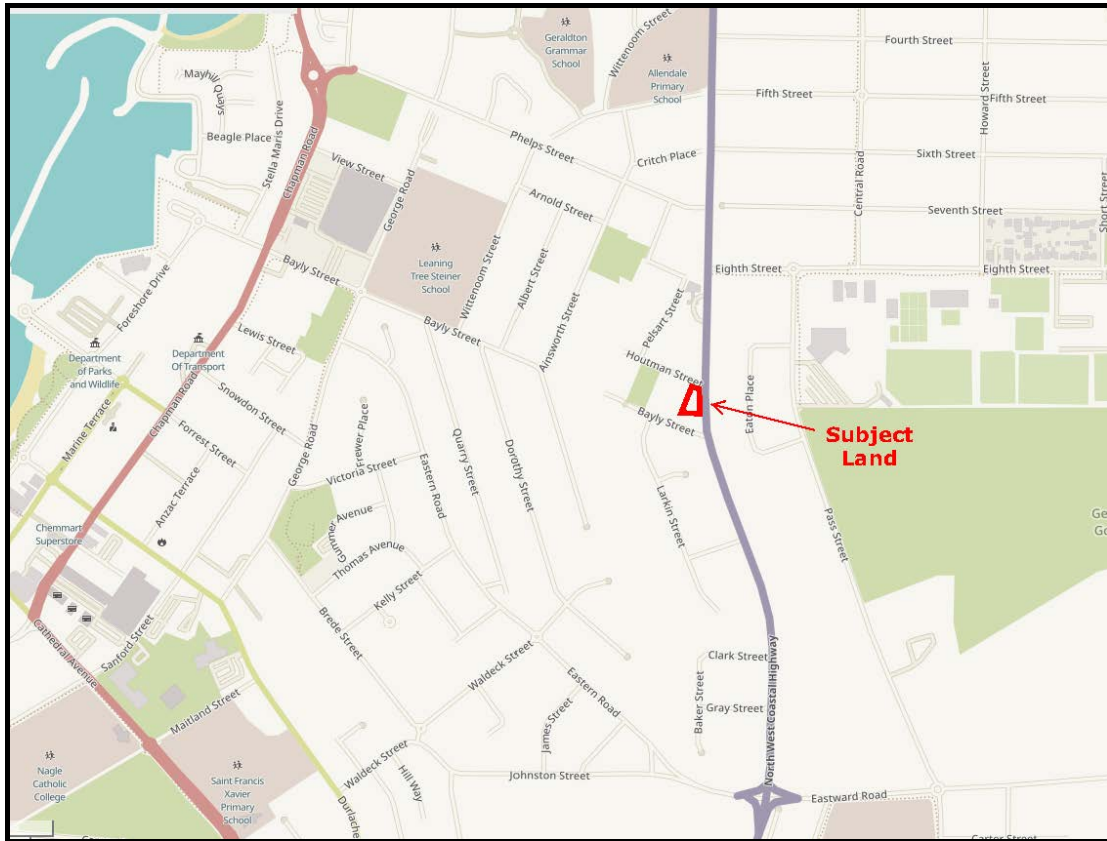 Geraldton
Grammar
School
Wittenoom Street
Allendale
Primary
School
Fourth Street
Howard Street
Mayhill Quays
Fifth Street
Fifth Street
Beagle Place
Stella Maris Drive
Chapman Road
Phelps Street
Critch Place
Sixth Street
Central Road
View Street
George Road
Arnold Street
Seventh Street
Short Street
Leaning
Tree Steiner
School
Wittenoom Street
Albert Street
Bayly Street
Eighth Street
Eighth Street
Foreshore Drive
Ainsworth Street
Pelsart Street
Lewis Street
Bayly Street
Department
of Parks
and Wildlife
Department
Of Transport
Houtman Street
Chapman Road
Snowdon Street
Marine Terrace
Forrest Street
George Road
Frewer Place
Quarry Street
Dorothy Street
Bayly Street
Eaton Place
Subject
Land
Victoria Street
Eastern Road
Anzac Terrace
Larkin Street
Pass Street
Ge
Go
Chemmart
Superstore
Gummer Avenue
Thomas Avenue
Kelly Street
Brede Street
Cathedral Avenue
Sanford Street
Waldeck Street
Clark Street
Eastern Road
Baker Street
Gray Street
North West Coastal Highway
Maitland Street
James Street
Waldeck Street
Hill Way
Johnston Street
Nagle
Catholic
College
Saint Francis
Xavier
Primary
School
Durlache
Eastward Road
Carter Street